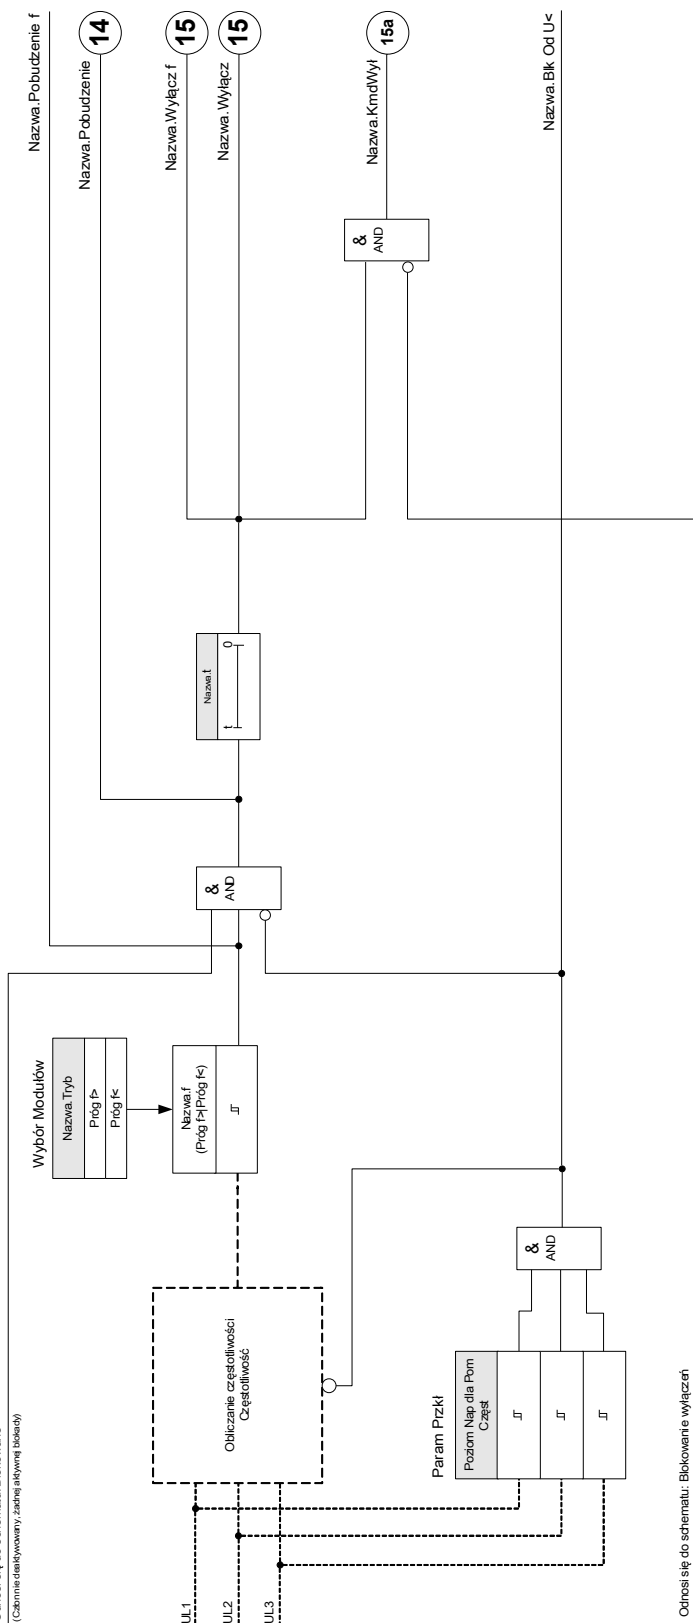 Nazwa.Pobudzenie f
14
Nazwa.Pobudzenie
15
Nazwa.Wyłącz f
15
Nazwa.Wyłącz
15a
Nazwa.KmdWył
Nazwa.Blk Od U<
&
AND
Nazwa.t
t
0
&
AND
Wybór Modułów
Nazwa.Tryb
Próg f>
Próg f<
Nazwa.f
(Próg f>|Próg f<)
Obliczanie częstotliwości
Częstotliwość
&
AND
Param Przkł
Poziom Nap dla Pom
Częst
(Człon nie deaktywowany, żadnej aktywnej blokady)
UL1
UL2
UL3
Odnosi się do schematu: Blokowanie wyłączeń